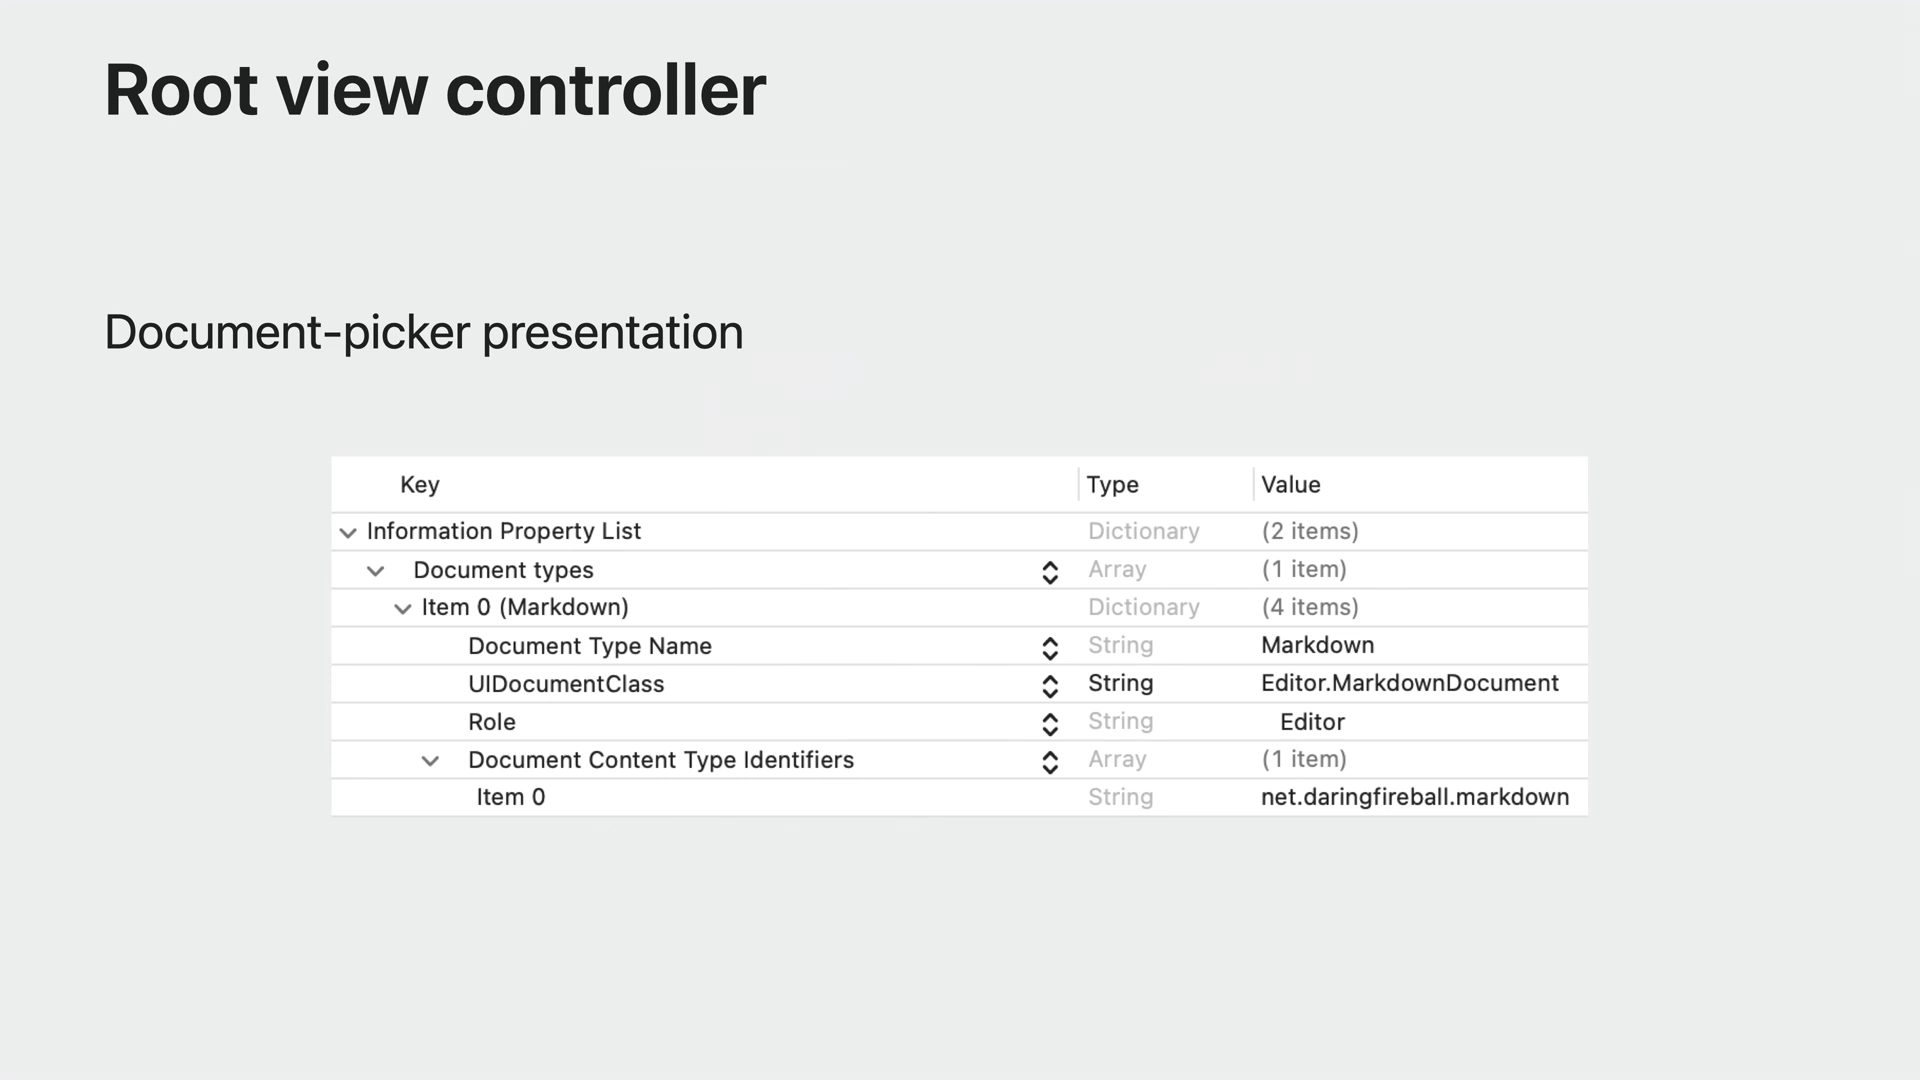 Root view controller
Document-picker presentation
Key Type Value
Information Property List Dictionary (2 items)
Document types Array (1 item)
Item 0 (Markdown) Dictionary (4 items)
Document Type Name String Markdown
UIDocumentClass String Editor.MarkdownDocument
Role String Editor
Document Content Type Identifiers Array (1 item)
Item 0 String net.daringfireball.markdown